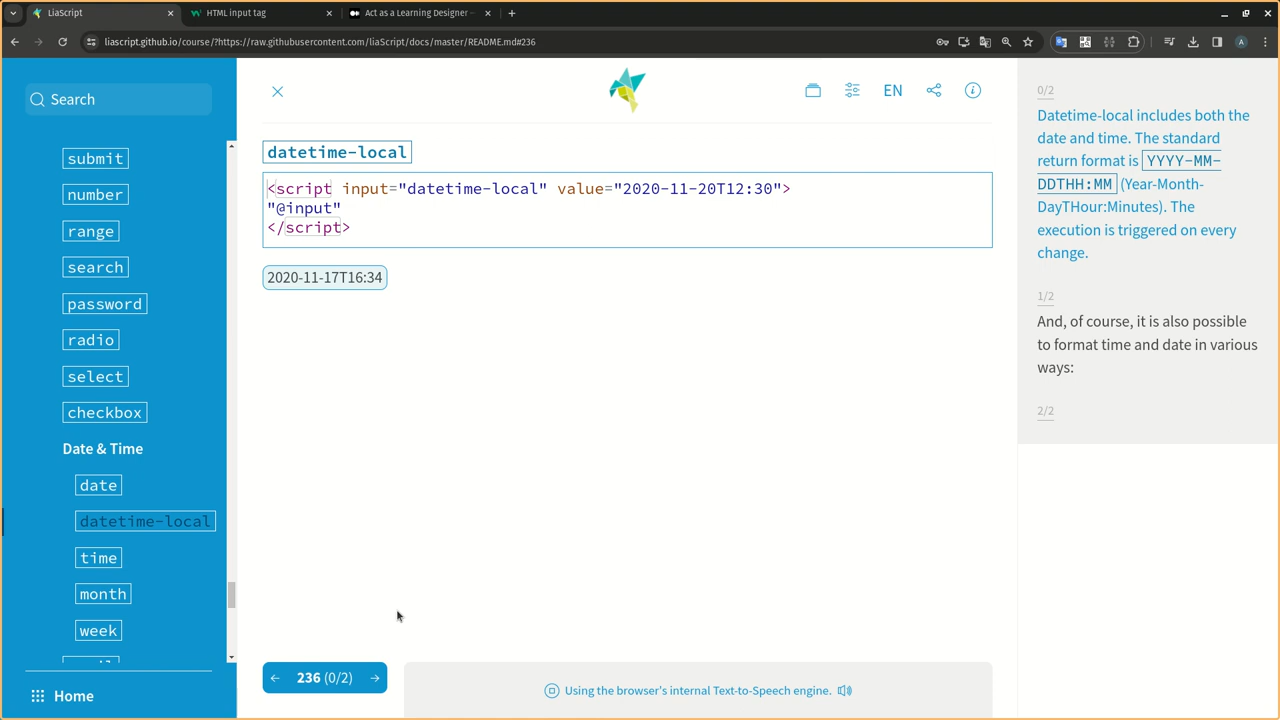 LiaScript
HTML input tag
Act as a Learning Designer
liascript.github.io/course/?https://raw.githubusercontent.com/liaScript/docs/master/README.md#236
A
Search
submit
number
range
search
password
radio
select
checkbox
Date & Time
date
datetime-local
time
month
week
Home
EN
datetime-local
<script input="datetime-local" value="2020-11-20T12:30">
"@input"
</script>
2020-11-17T16:34
236 (0/2)
Using the browser's internal Text-to-Speech engine.
0/2
Datetime-local includes both the
date and time. The standard
return format is YYYY-MM-
DDTHH:MM (Year-Month-
DayTHour:Minutes). The
execution is triggered on every
change.
1/2
And, of course, it is also possible
to format time and date in various
ways:
2/2